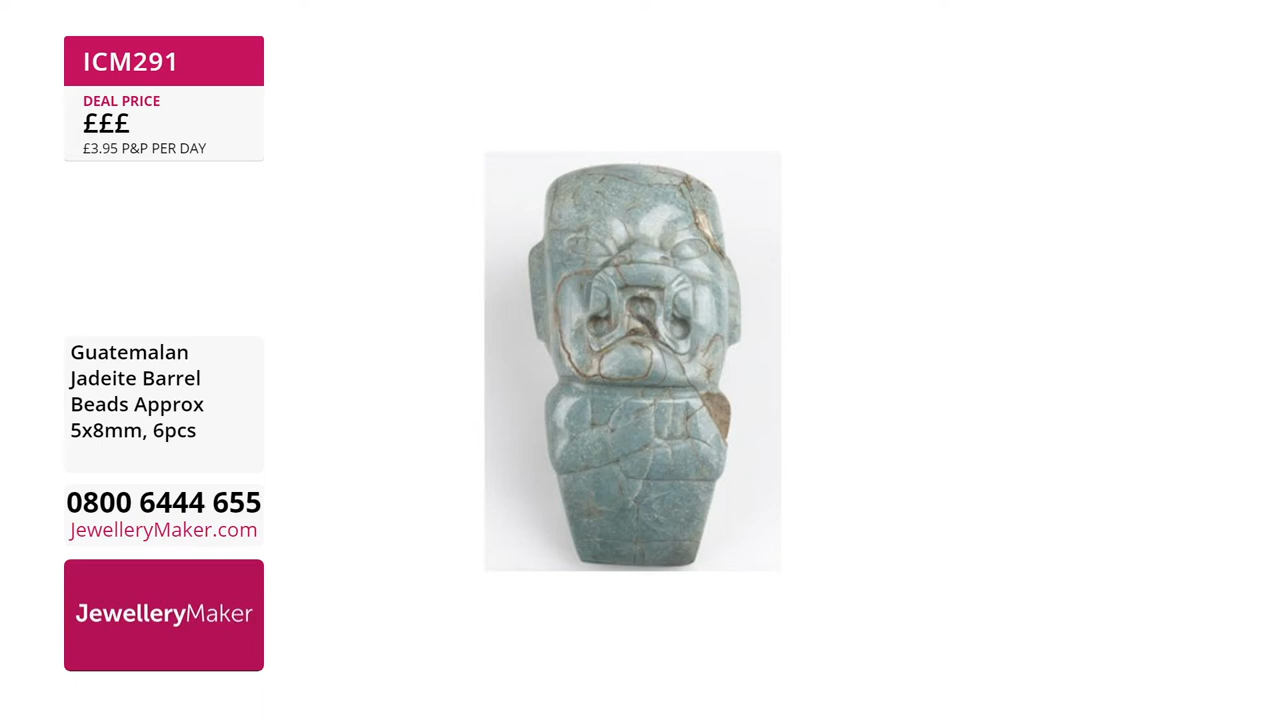 ICM291
DEAL PRICE
£££
£3.95 P&P PER DAY
Guatemalan
Jadeite Barrel
Beads Approx
5x8mm, 6pcs
0800 6444 655
JewelleryMaker.com
JewelleryMaker